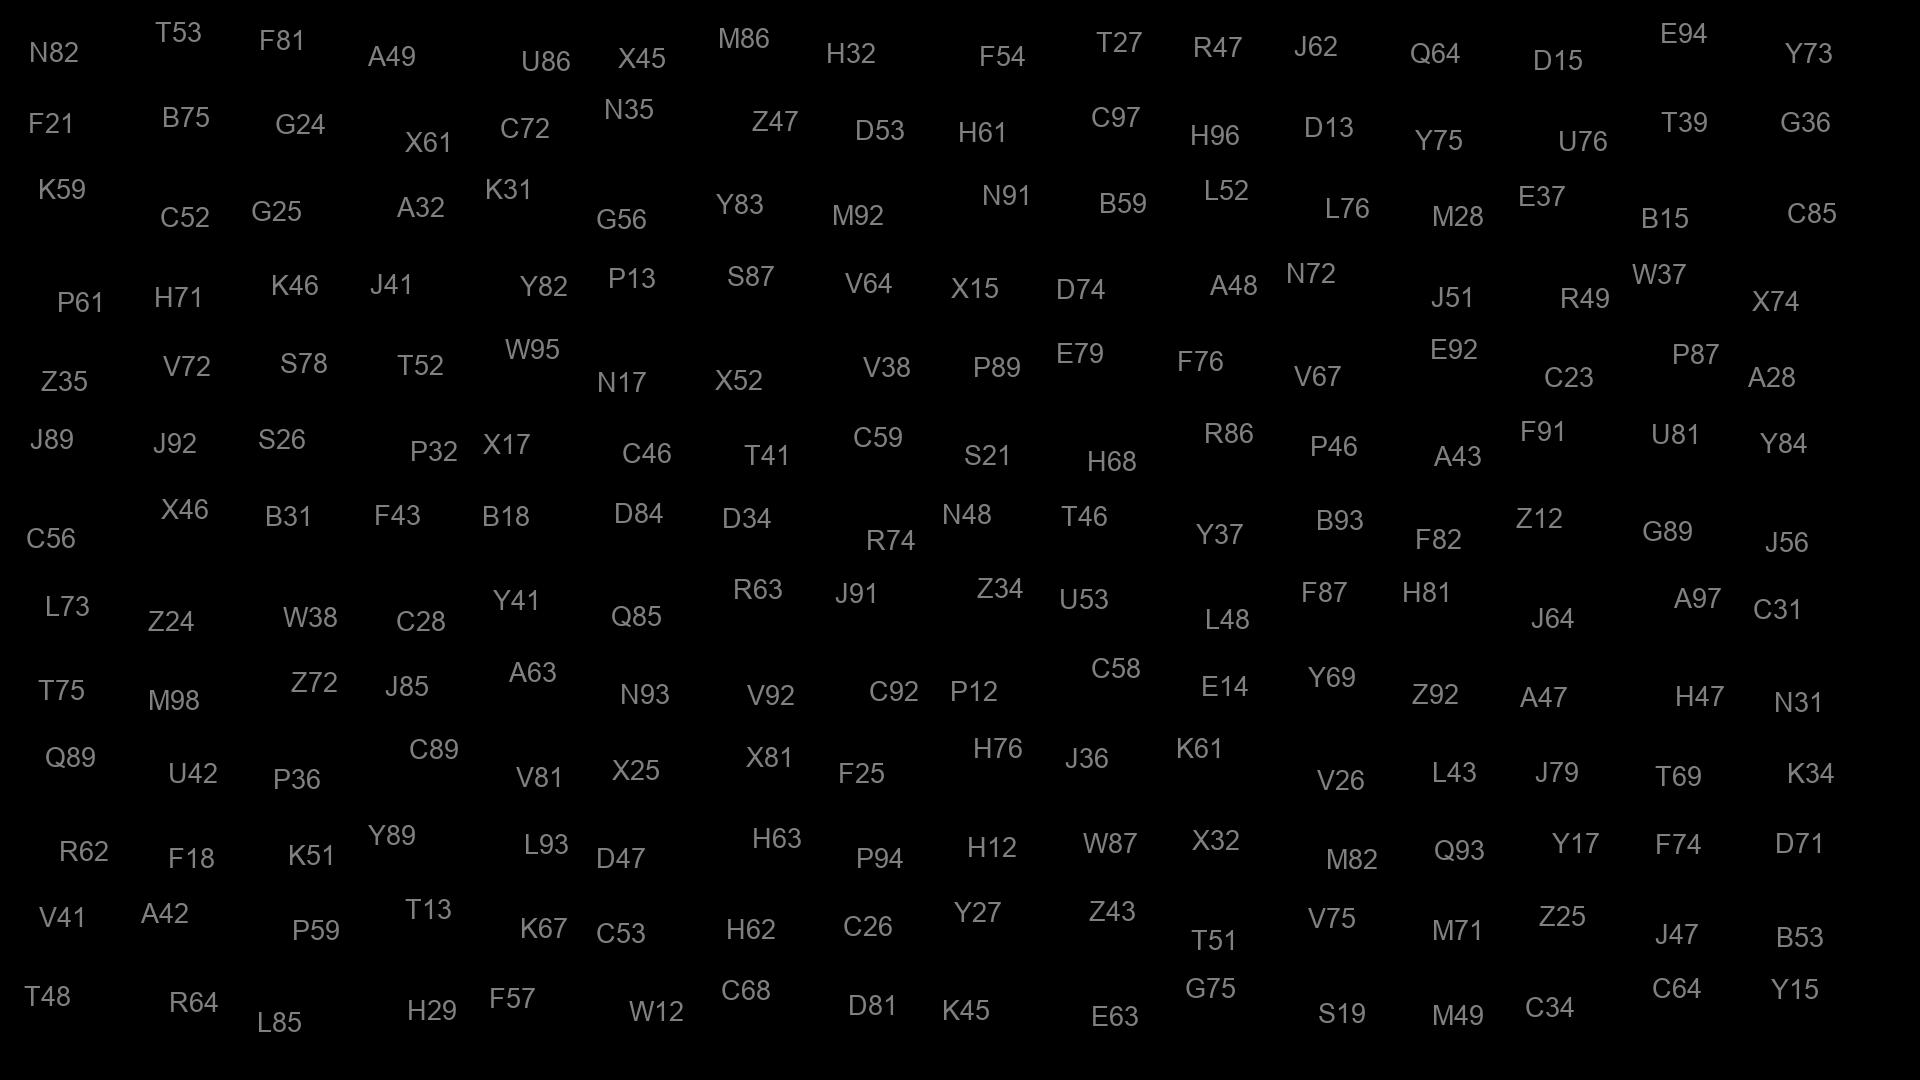 N82 T53 F81 A49 U86 X45 M86 H32 F54 T27 R47 J62 Q64 D15 E94 Y73
F21 B75 G24 X61 C72 N35 Z47 D53 H61 C97 H96 D13 Y75 U76 T39 G36
K59 C52 G25 A32 K31 G56 Y83 M92 N91 B59 L52 L76 M28 E37 B15 C85
P61 H71 K46 J41 Y82 P13 S87 V64 X15 D74 A48 N72 J51 R49 W37 X74
Z35 V72 S78 T52 W95 N17 X52 V38 P89 E79 F76 V67 E92 C23 P87 A28
J89 J92 S26 P32 X17 C46 T41 C59 S21 H68 R86 P46 A43 F91 U81 Y84
C56 X46 B31 F43 B18 D84 D34 R74 N48 T46 Y37 B93 F82 Z12 G89 J56
L73 Z24 W38 C28 Y41 Q85 R63 J91 Z34 U53 L48 F87 H81 J64 A97 C31
T75 M98 Z72 J85 A63 N93 V92 C92 P12 C58 E14 Y69 Z92 A47 H47 N31
Q89 U42 P36 C89 V81 X25 X81 F25 H76 J36 K61 V26 L43 J79 T69 K34
R62 F18 K51 Y89 L93 D47 H63 P94 H12 W87 X32 M82 Q93 Y17 F74 D71
V41 A42 P59 T13 K67 C53 H62 C26 Y27 Z43 T51 V75 M71 Z25 J47 B53
T48 R64 L85 H29 F57 W12 C68 D81 K45 E63 G75 S19 M49 C34 C64 Y15